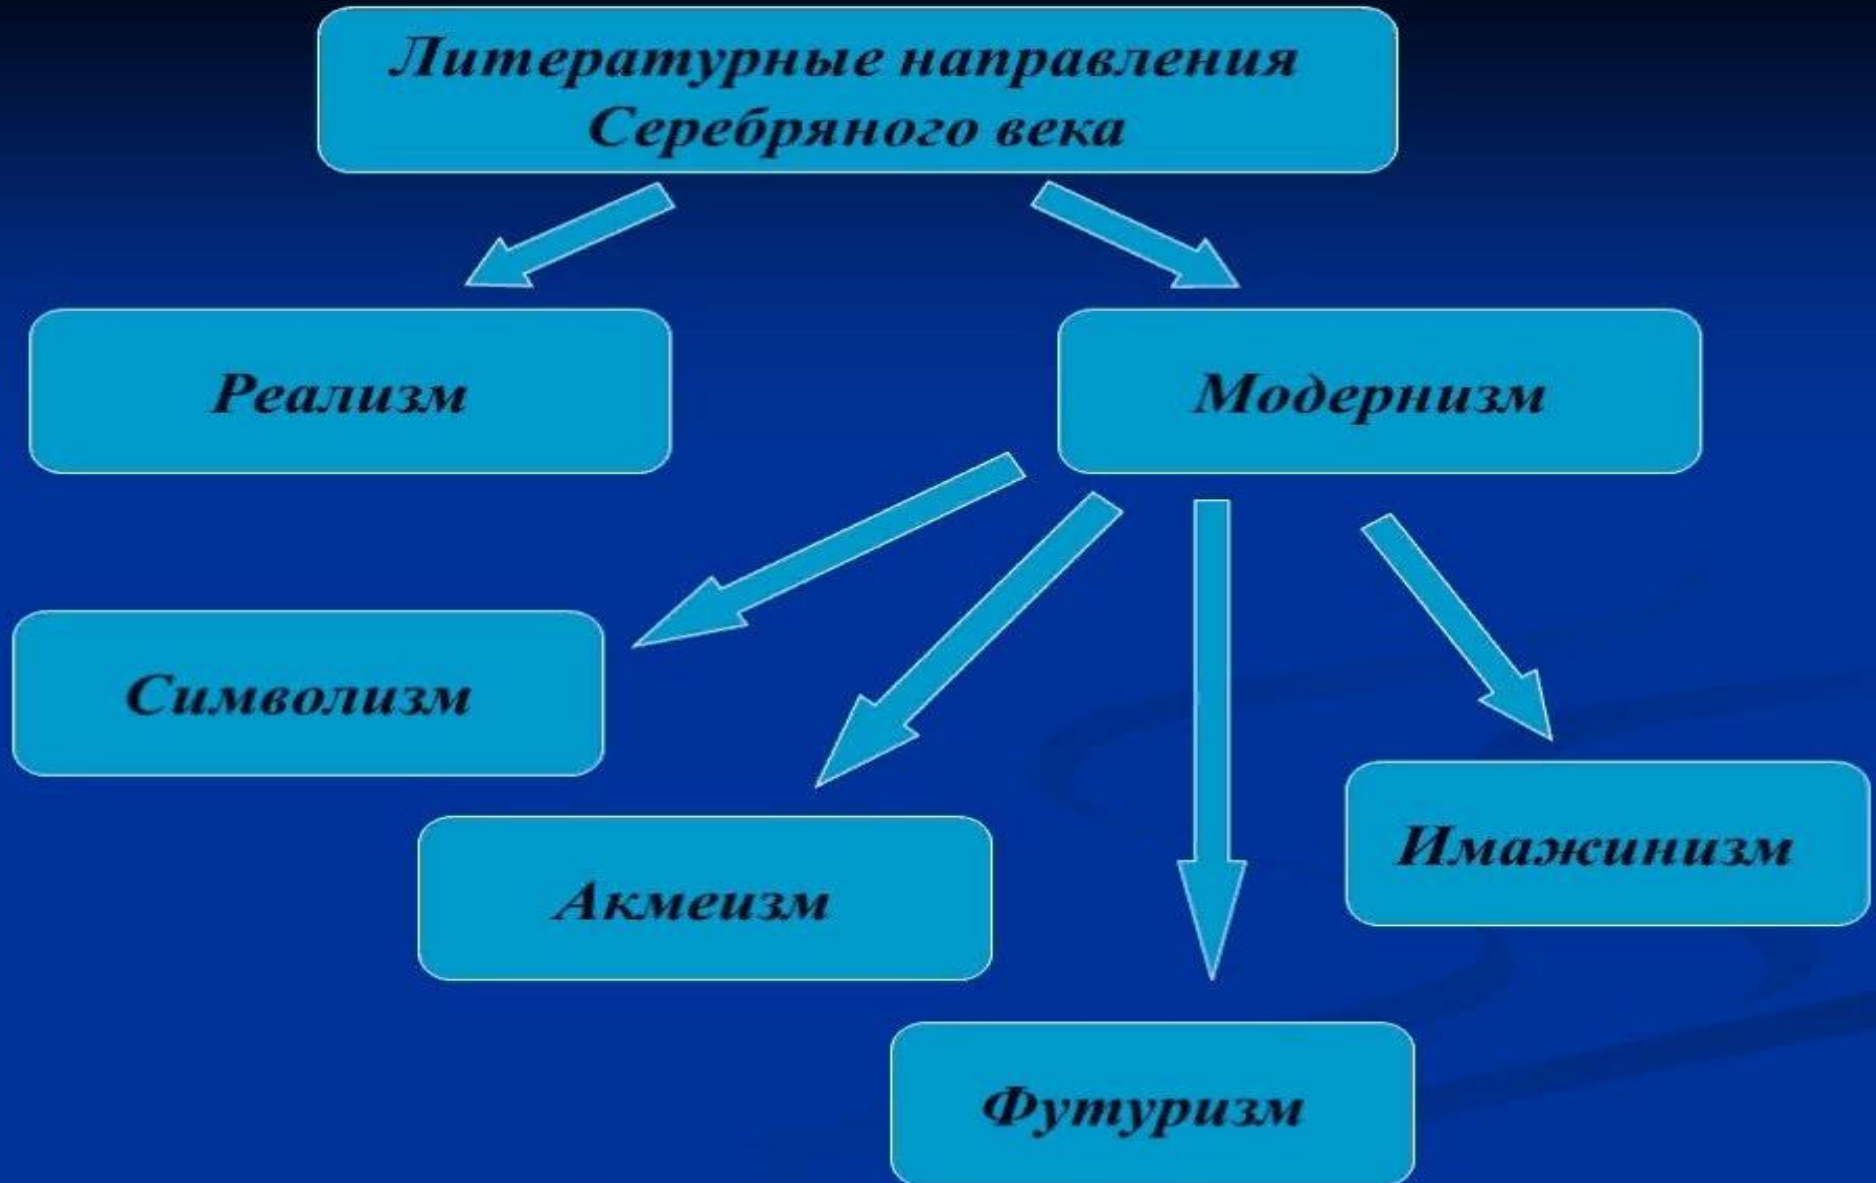 Литературные направления
Серебряного века
Реализм
Модернизм
Символизм
Акмеизм
Имажинизм
Футуризм